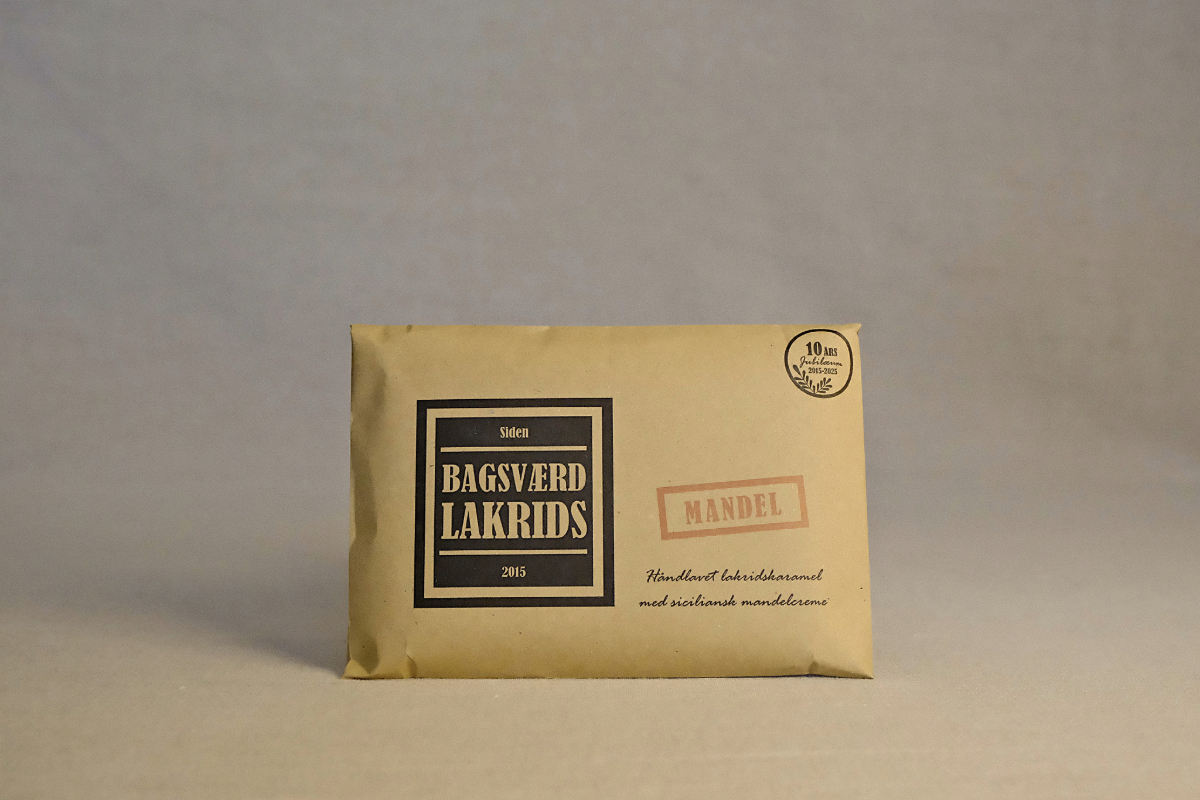 10 ÅRS
Jubilæum
2015-2025
Siden
BAGSVÆRD
LAKRIDS
2015
MANDEL
Håndlavet lakridskaramel
med siciliansk mandelcreme